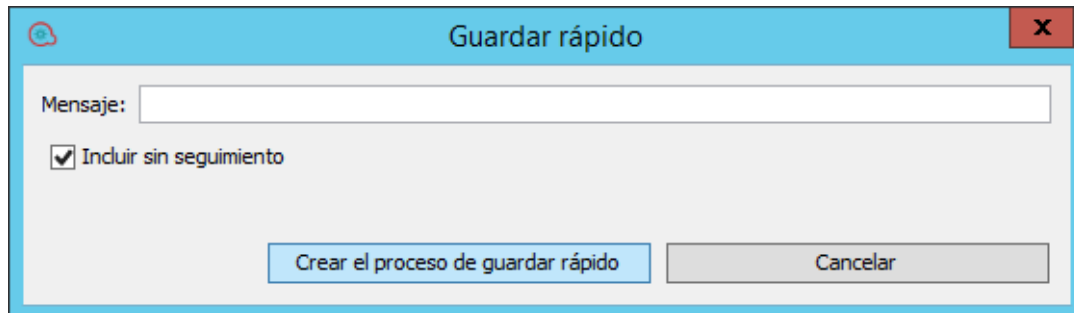 Guardar rápido
x
Mensaje:
Incluir sin seguimiento
Crear el proceso de guardar rápido Cancelar